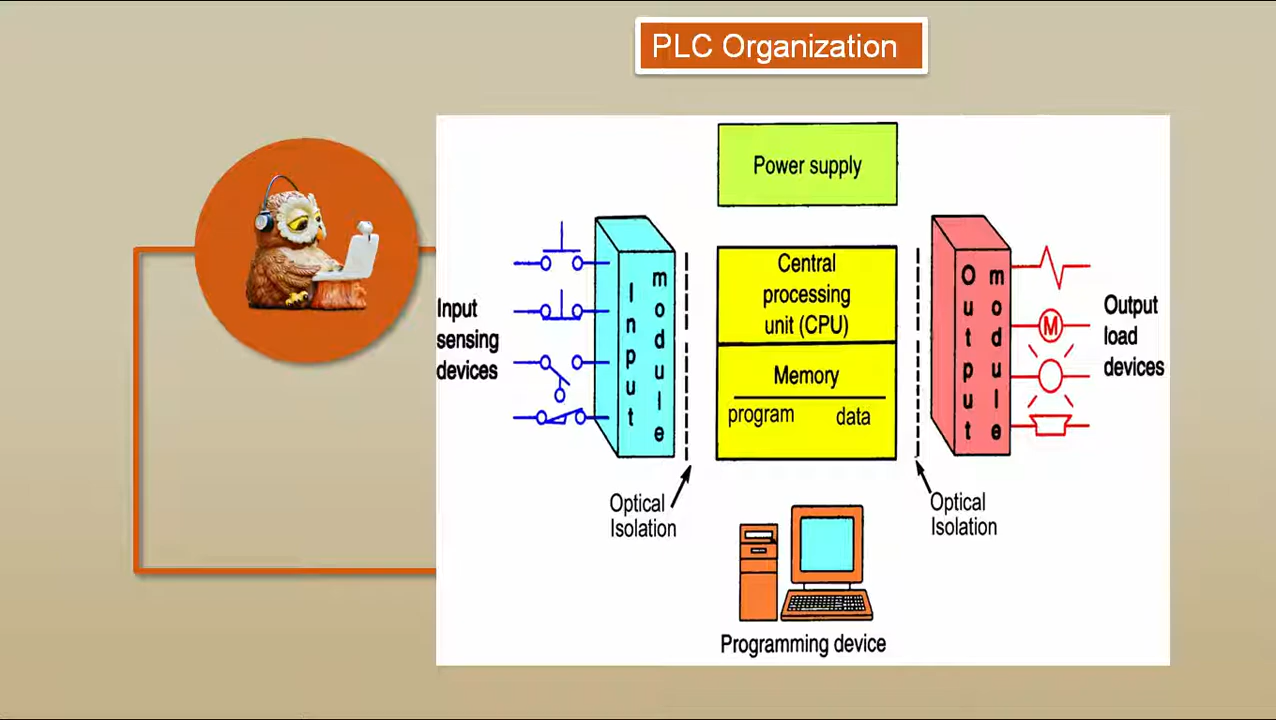 PLC Organization
Power supply
Input
sensing
devices
Input
module
Central
processing
unit (CPU)
Memory
program data
Output
module
Output
load
devices
M
Optical
Isolation
Optical
Isolation
Programming device